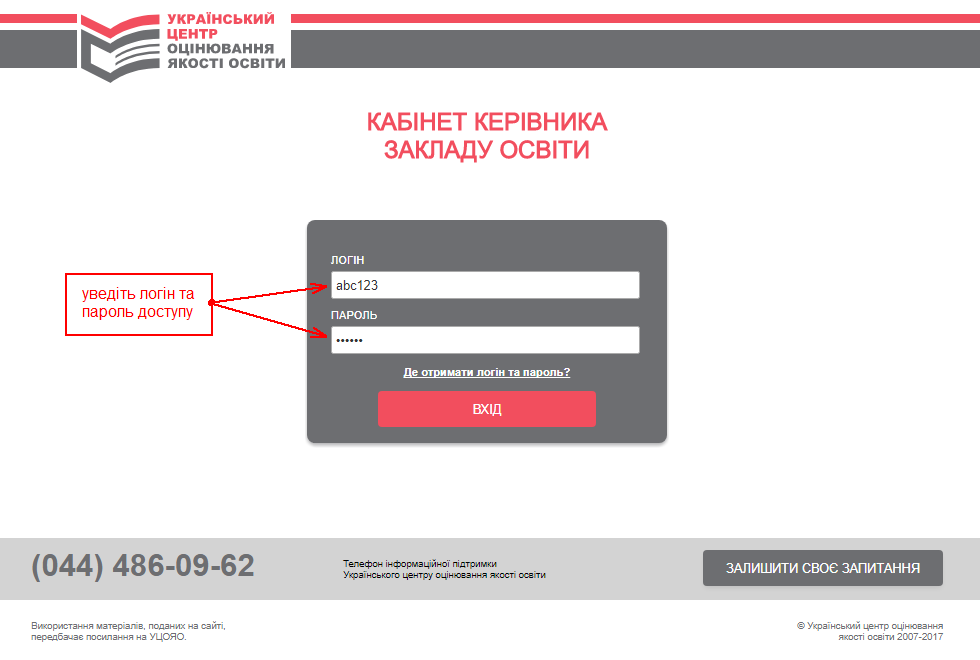 УКРАЇНСЬКИЙ
ЦЕНТР
ОЦІНЮВАННЯ
ЯКОСТІ ОСВІТИ
КАБІНЕТ КЕРІВНИКА
ЗАКЛАДУ ОСВІТИ
ЛОГІН
abc123
уведіть логін та
пароль доступу
ПАРОЛЬ
••••••
Де отримати логін та пароль?
ВХІД
(044) 486-09-62
Телефон інформаційної підтримки
Українського центру оцінювання якості освіти
ЗАЛИШИТИ СВОЄ ЗАПИТАННЯ
Використання матеріалів, поданих на сайті,
передбачає посилання на УЦОЯО.
© Український центр оцінювання
якості освіти 2007-2017